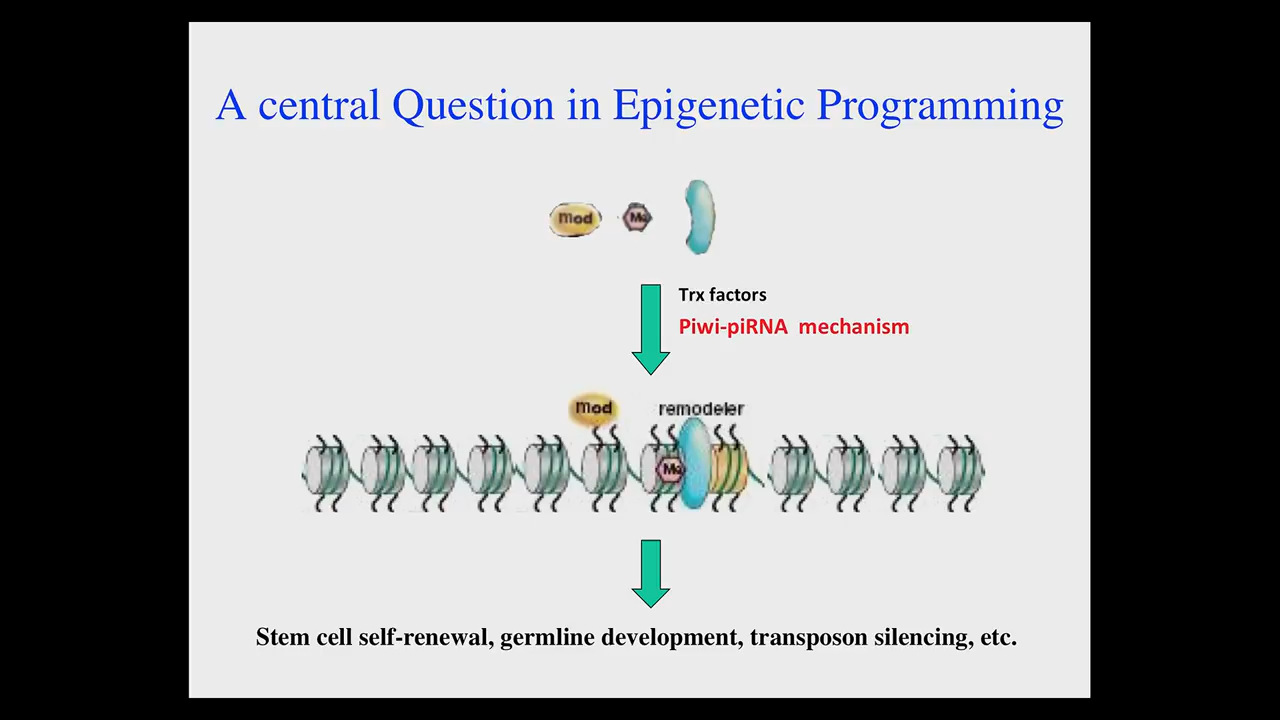 A central Question in Epigenetic Programming
mod Me
Trx factors
Piwi-piRNA mechanism
mod remodeler
Me
Stem cell self-renewal, germline development, transposon silencing, etc.